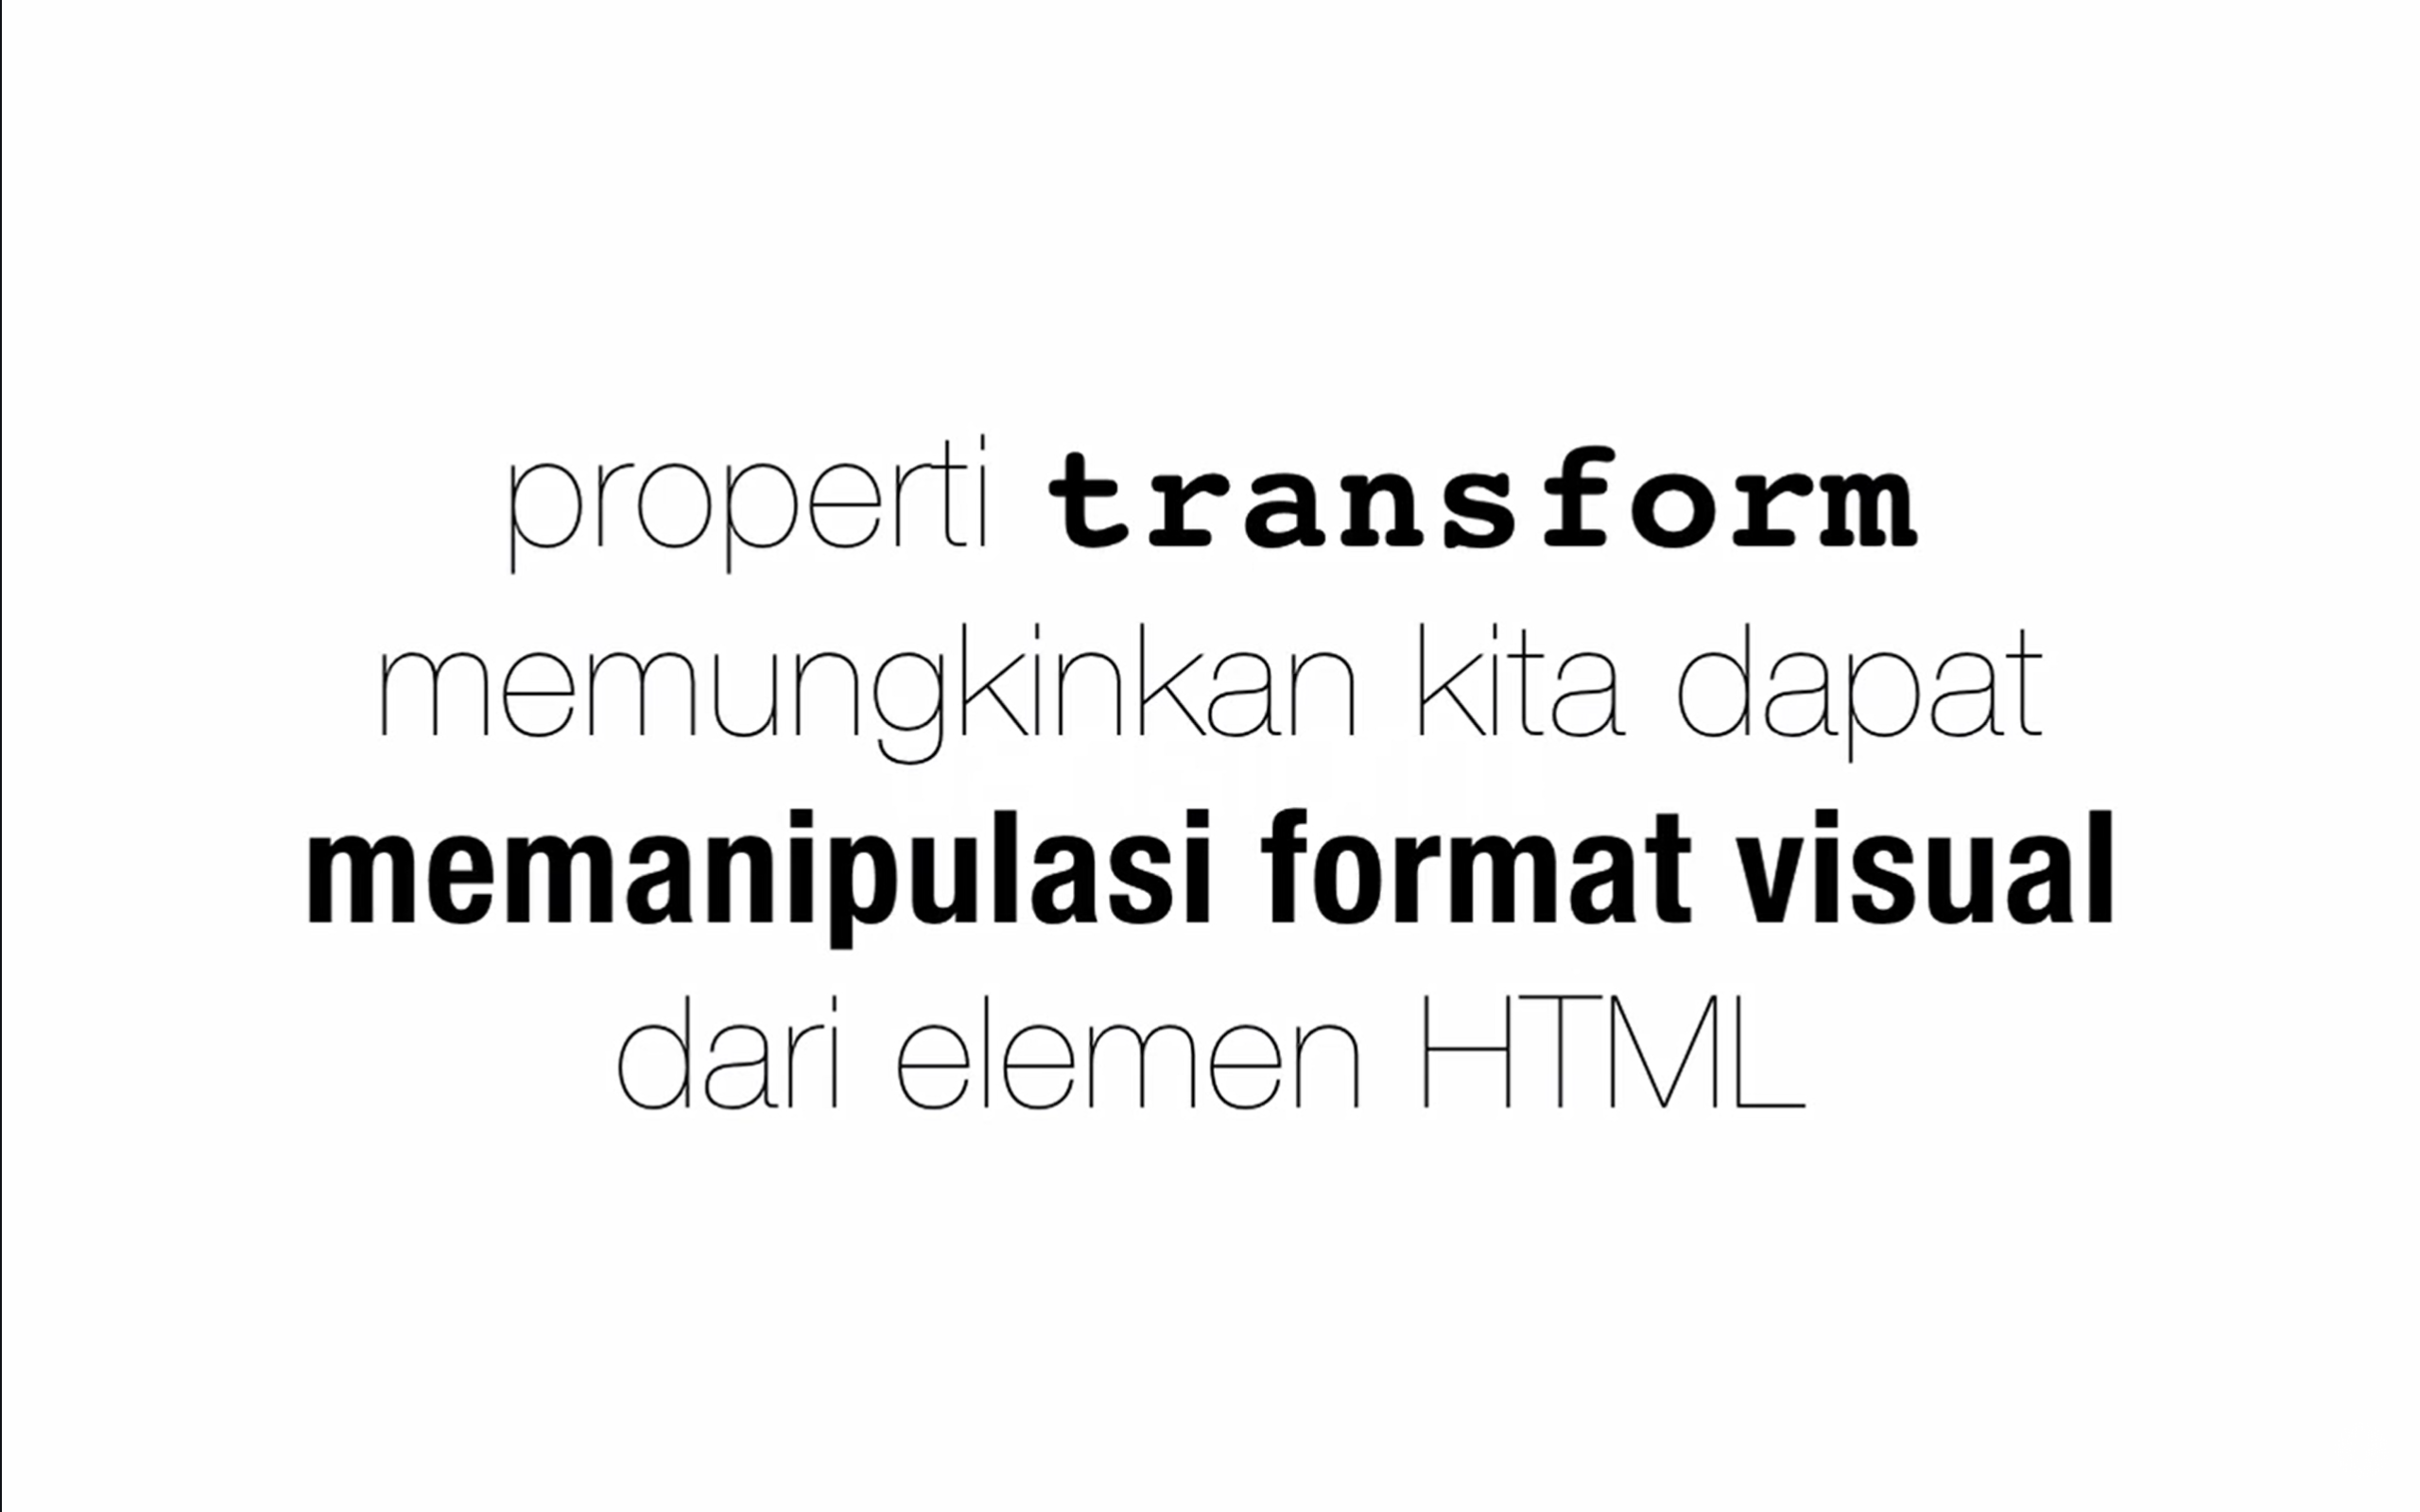 properti transform
memungkinkan kita dapat
memanipulasi format visual
dari elemen HTML